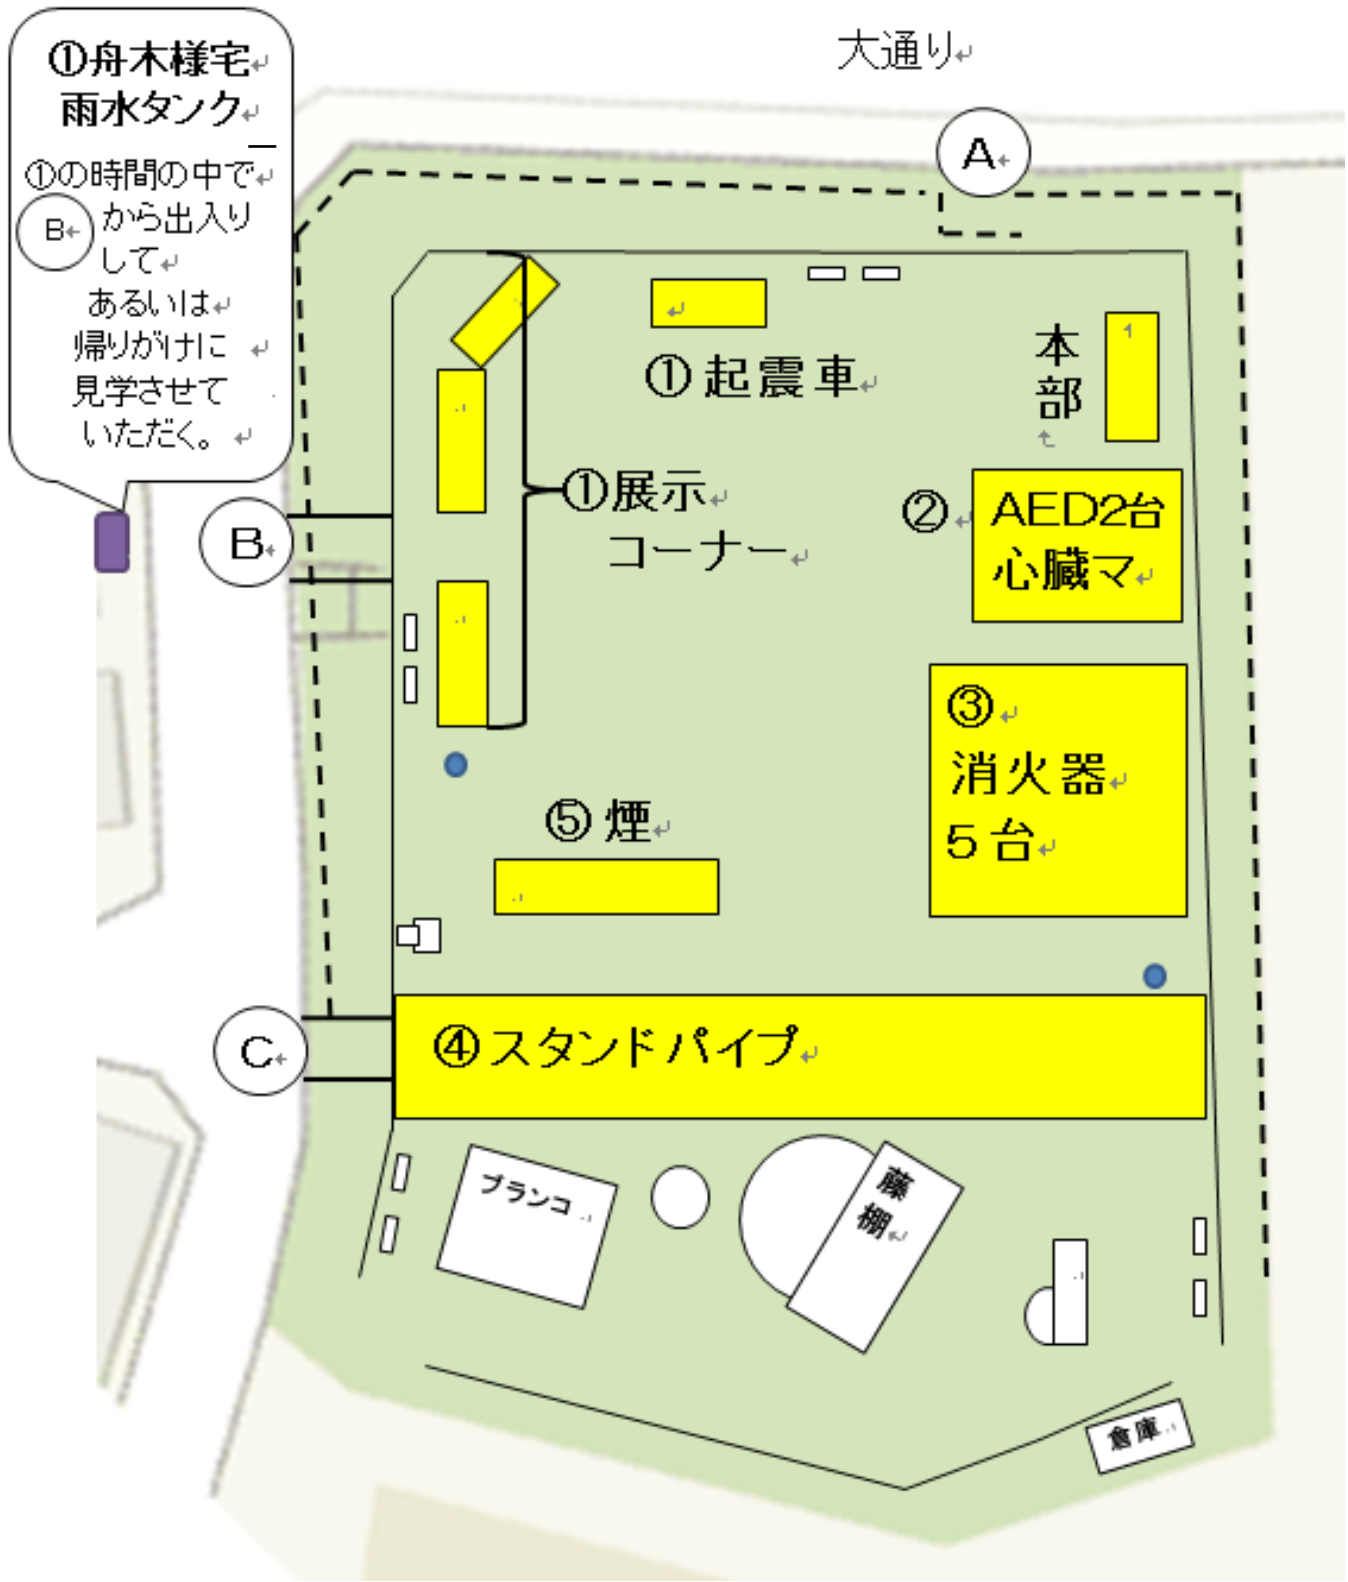 ①舟木様宅
雨水タンク
①の時間の中で
B から出入り
して
あるいは
帰りがけに
見学させて
いただく。
大通り
A
①起震車
本部
①展示
コーナー
② AED2台
心臓マ
B
③
消火器
5台
⑤煙
C
④スタンドパイプ
ブランコ
藤棚
倉庫